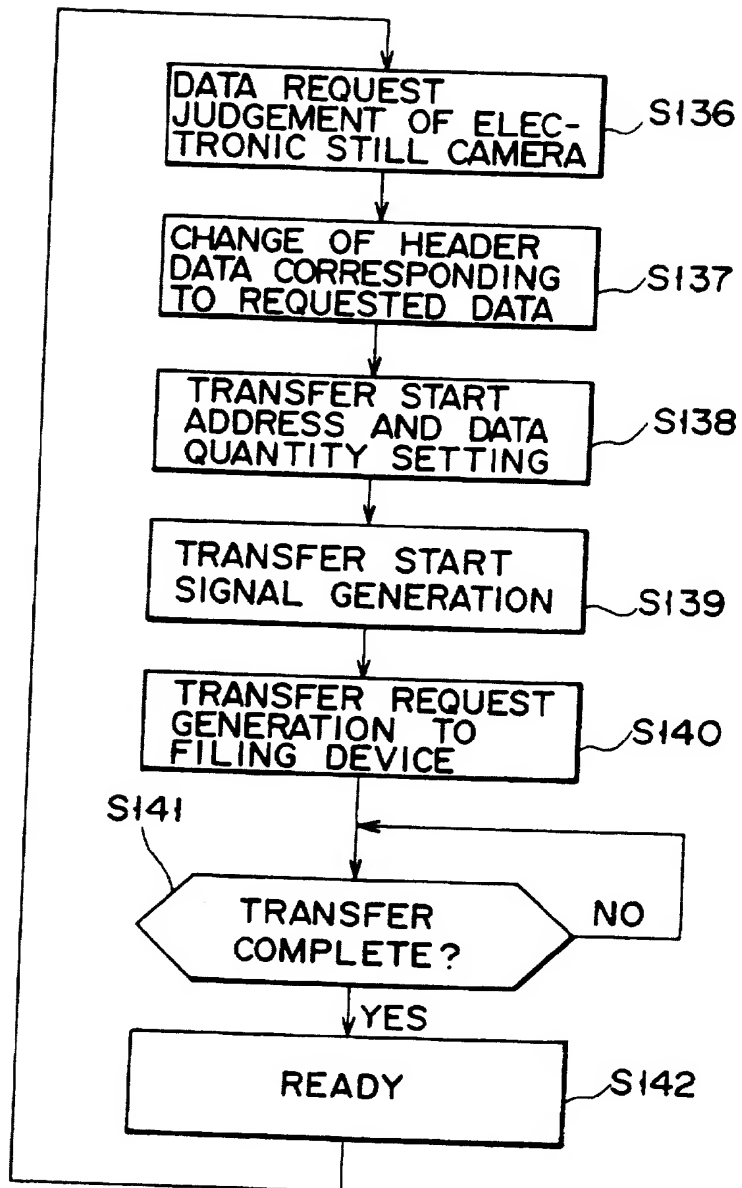 DATA REQUEST
JUDGEMENT OF ELEC-
TRONIC STILL CAMERA
S136
CHANGE OF HEADER
DATA CORRESPONDING
TO REQUESTED DATA
S137
TRANSFER START
ADDRESS AND DATA
QUANTITY SETTING
S138
TRANSFER START
SIGNAL GENERATION
S139
TRANSFER REQUEST
GENERATION TO
FILING DEVICE
S140
S141
TRANSFER
COMPLETE?
NO
YES
READY
S142